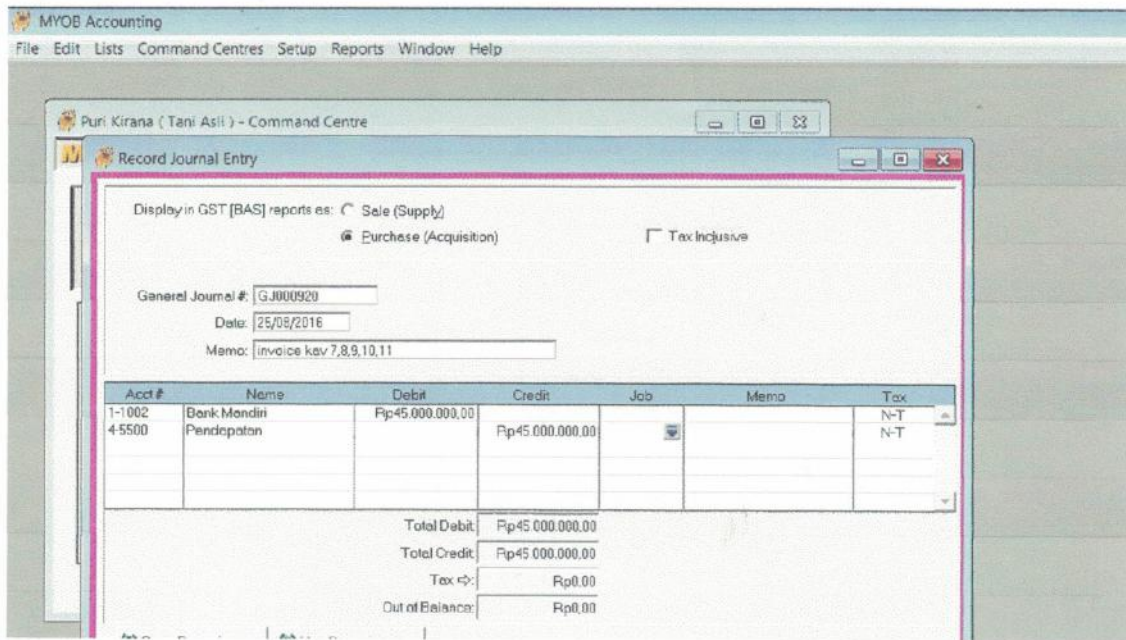 MYOB Accounting
File Edit Lists Command Centres Setup Reports Window Help
Puri Kirana ( Tani Asli ) - Command Centre
Record Journal Entry
Display in GST [BAS] reports as: Sale (Supply)
Purchase (Acquisition) Tax Inclusive
General Journal #: GJ000920
Date: 25/08/2016
Memo: invoice kav 7,8,9,10,11
Acct # Name Debit Credit Job Memo Tax
1-1002 Bank Mandiri Rp45.000.000,00 N-T
4-5500 Pendapatan Rp45.000.000,00 N-T
Total Debit: Rp45.000.000,00
Total Credit: Rp45.000.000,00
Tax ⇨: Rp0,00
Out of Balance: Rp0,00